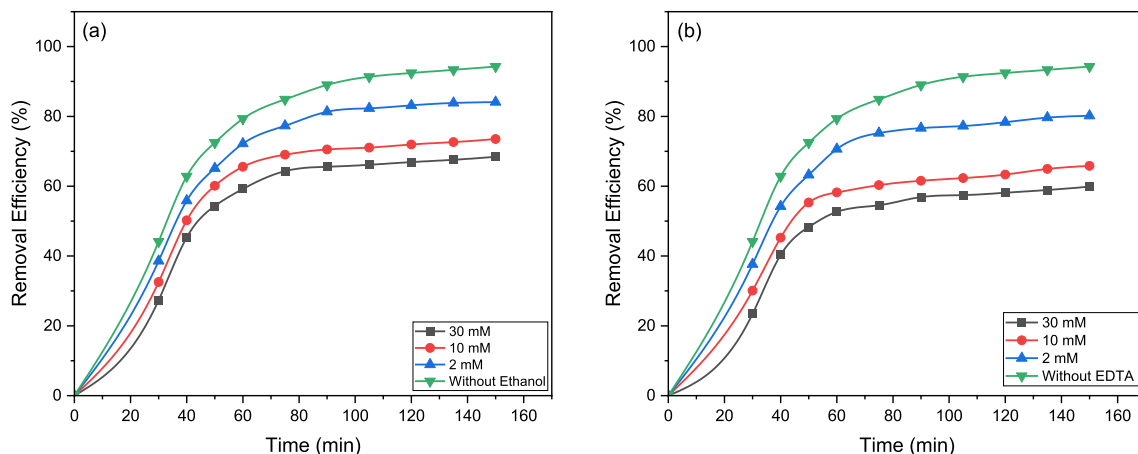 (a)
Removal Efficiency (%)
100
80
60
40
20
0
0 20 40 60 80 100 120 140 160
Time (min)
30 mM
10 mM
2 mM
Without Ethanol
(b)
Removal Efficiency (%)
100
80
60
40
20
0
0 20 40 60 80 100 120 140 160
Time (min)
30 mM
10 mM
2 mM
Without EDTA